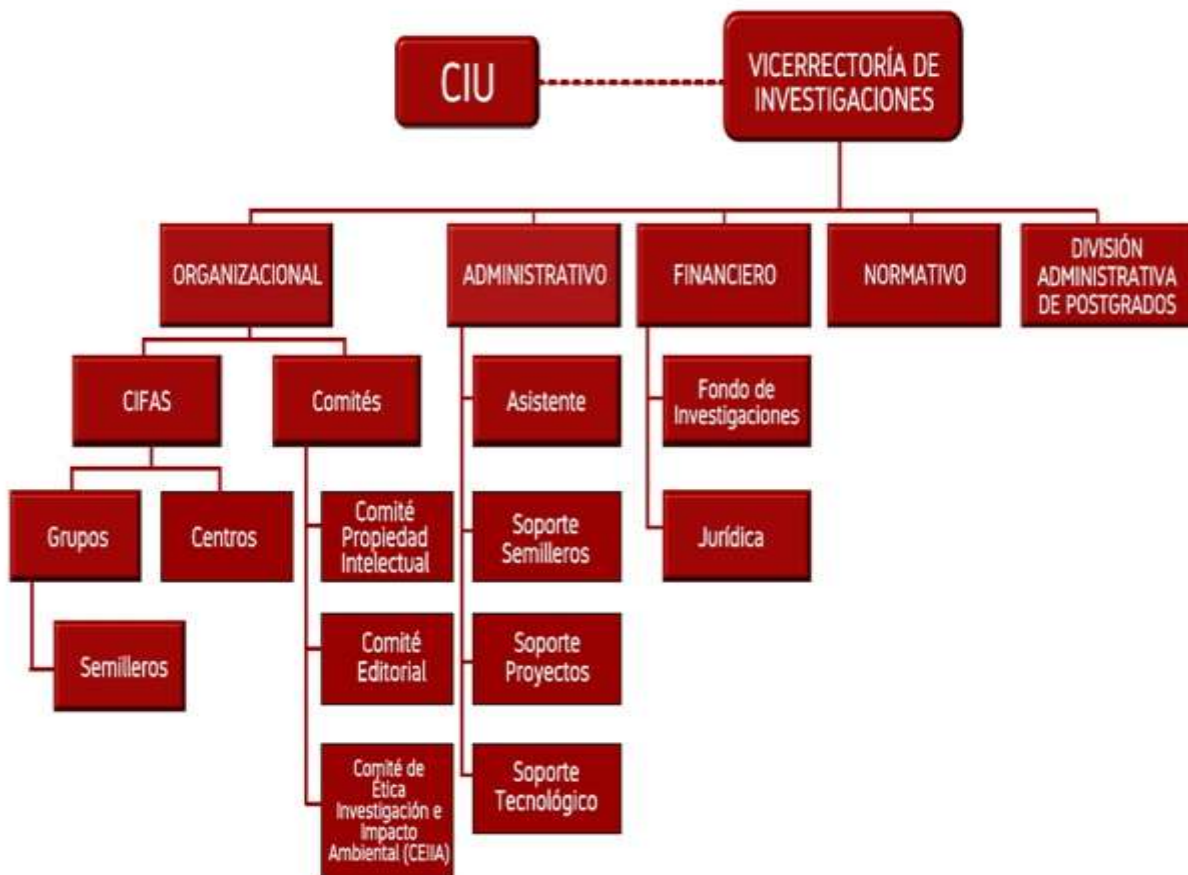 CIU
VICERRECTORÍA DE
INVESTIGACIONES
ORGANIZACIONAL
ADMINISTRATIVO
FINANCIERO
NORMATIVO
DIVISIÓN
ADMINISTRATIVA
DE POSTGRADOS
CIFAS
Comités
Asistente
Fondo de
Investigaciones
Grupos
Centros
Comité
Propiedad
Intelectual
Soporte
Semilleros
Jurídica
Semilleros
Comité
Editorial
Soporte
Proyectos
Comité de
Ética
Investigación e
Impacto
Ambiental (CEIIA)
Soporte
Tecnológico